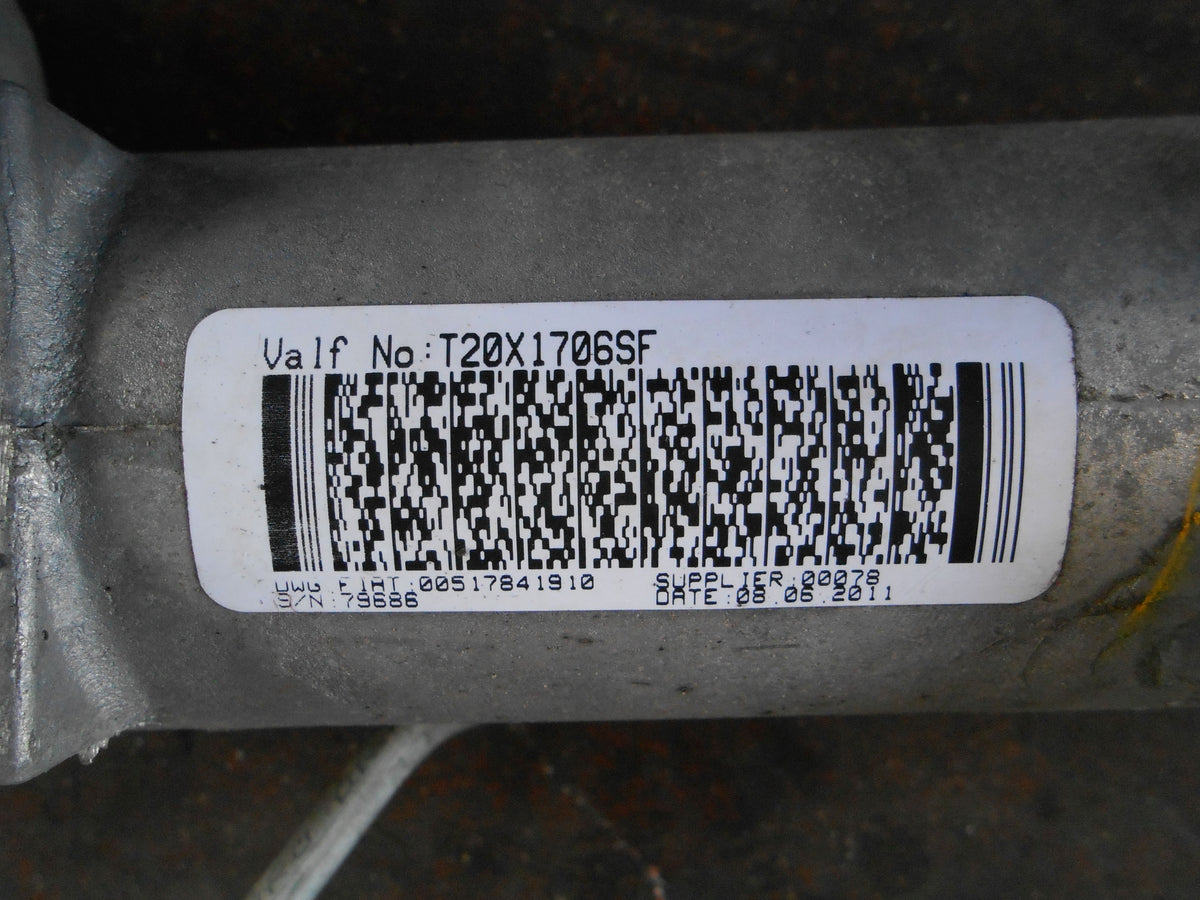 Valf No:T20X1706SF
DWG FIAT:00517841910 SUPPLIER:00078
S/N:79686 DATE:08.06.2011